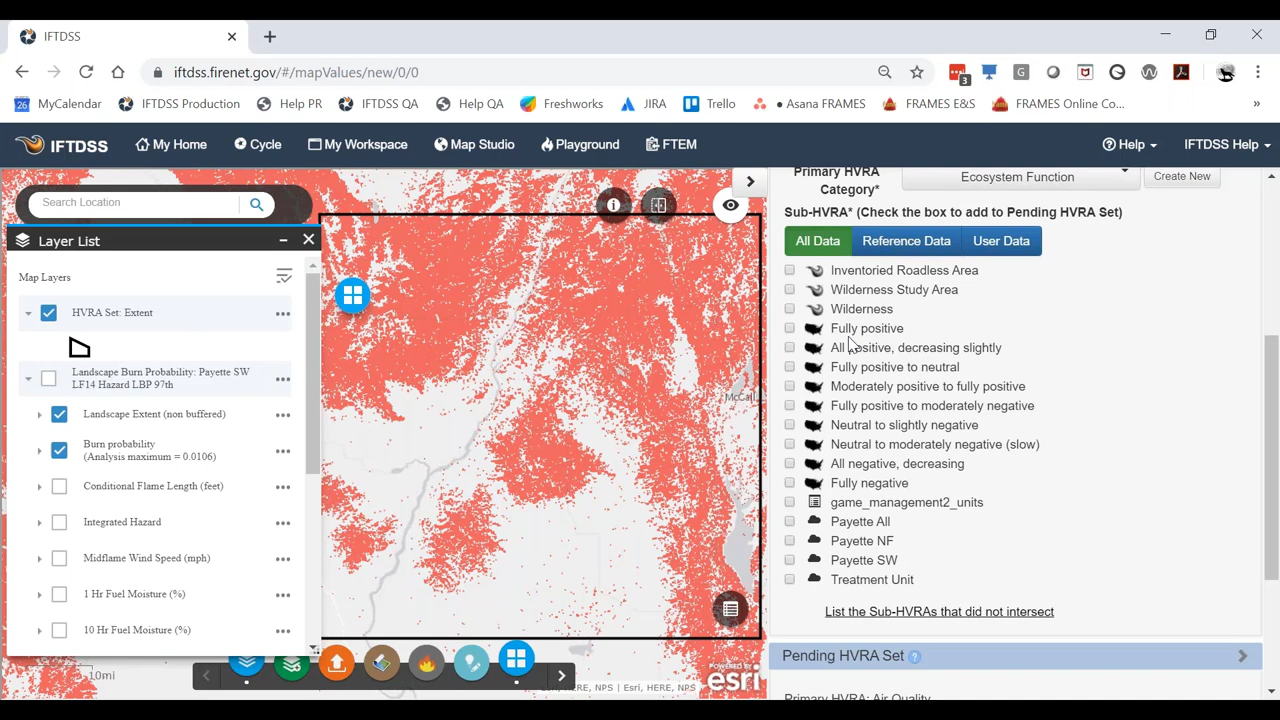 IFTDSS
iftdss.firenet.gov/#/mapValues/new/0/0
3
26 MyCalendar IFTDSS Production Help PR IFTDSS QA Help QA Freshworks JIRA Trello Asana FRAMES FRAMES E&S FRAMES Online Co... »
IFTDSS My Home Cycle My Workspace Map Studio Playground FTEM Help IFTDSS Help
Search Location
Layer List
Map Layers
HVRA Set: Extent
Landscape Burn Probability: Payette SW
LF14 Hazard LBP 97th
Landscape Extent (non buffered)
Burn probability
(Analysis maximum = 0.0106)
Conditional Flame Length (feet)
Integrated Hazard
Midflame Wind Speed (mph)
1 Hr Fuel Moisture (%)
10 Hr Fuel Moisture (%)
10mi
McCall
POWERED BY
esri
Esri, HERE, NPS | Esri, HERE, NPS
Primary HVRA
Category*
Ecosystem Function
Create New
Sub-HVRA* (Check the box to add to Pending HVRA Set)
All Data Reference Data User Data
Inventoried Roadless Area
Wilderness Study Area
Wilderness
Fully positive
All positive, decreasing slightly
Fully positive to neutral
Moderately positive to fully positive
Fully positive to moderately negative
Neutral to slightly negative
Neutral to moderately negative (slow)
All negative, decreasing
Fully negative
game_management2_units
Payette All
Payette NF
Payette SW
Treatment Unit
List the Sub-HVRAs that did not intersect
Pending HVRA Set ?
Primary HVRA: Air Quality